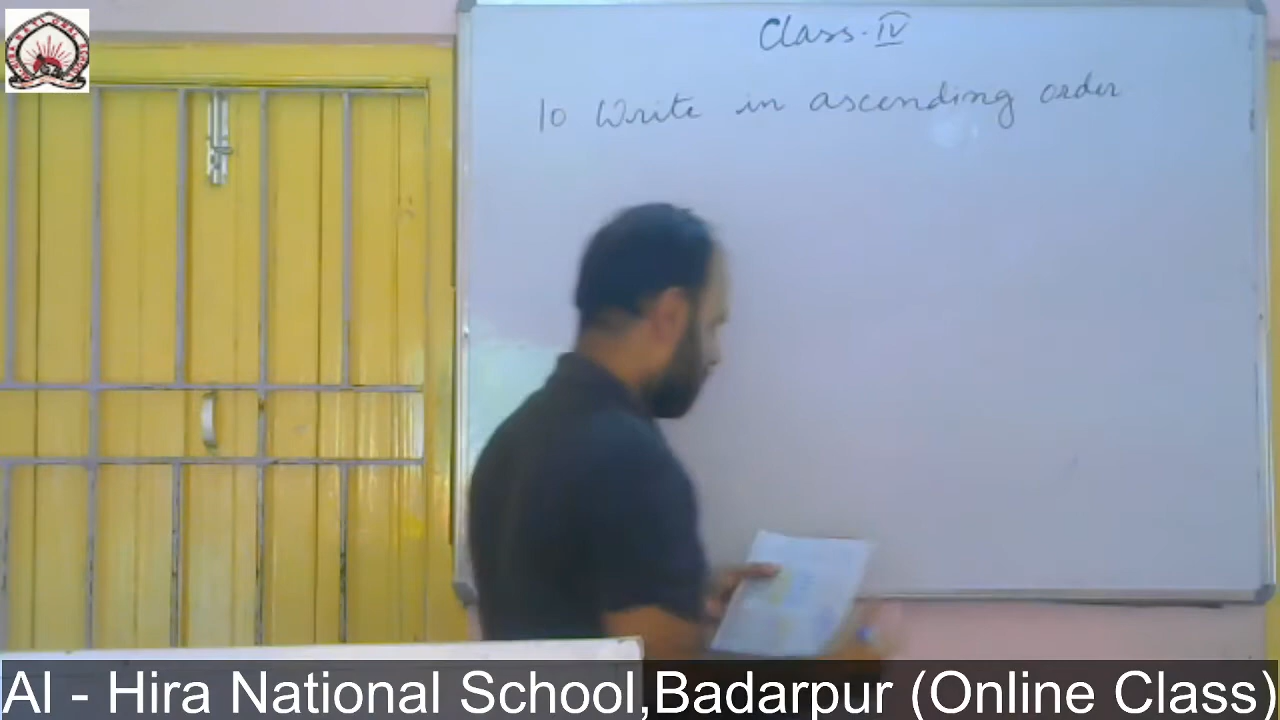 Class - IV
10 Write in ascending order
Al - Hira National School,Badarpur (Online Class)